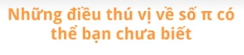 Những điều thú vị về số π có
thể bạn chưa biết